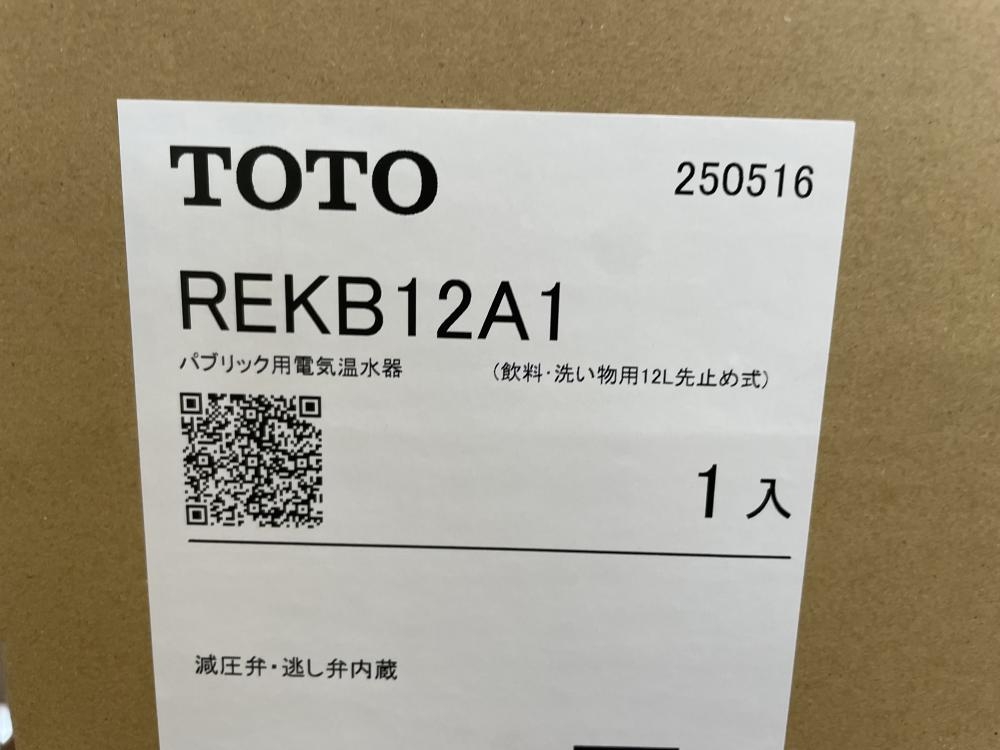 TOTO 250516
REKB12A1
パブリック用電気温水器 (飲料・洗い物用12L先止め式)
1入
減圧弁・逃し弁内蔵